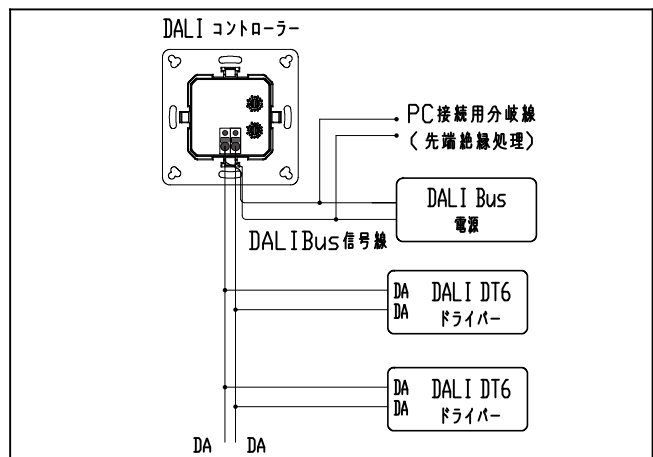 DALI コントローラー
PC接続用分岐線
(先端絶縁処理)
DALI Bus
電源
DALIBus信号線
DA DALI DT6
DA ドライバー
DA DALI DT6
DA ドライバー
DA DA